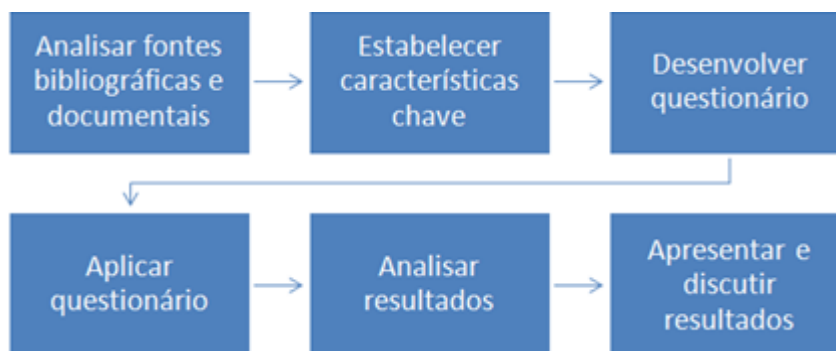 Analisar fontes
bibliográficas e
documentais
Estabelecer
características
chave
Desenvolver
questionário
Aplicar
questionário
Analisar
resultados
Apresentar e
discutir
resultados